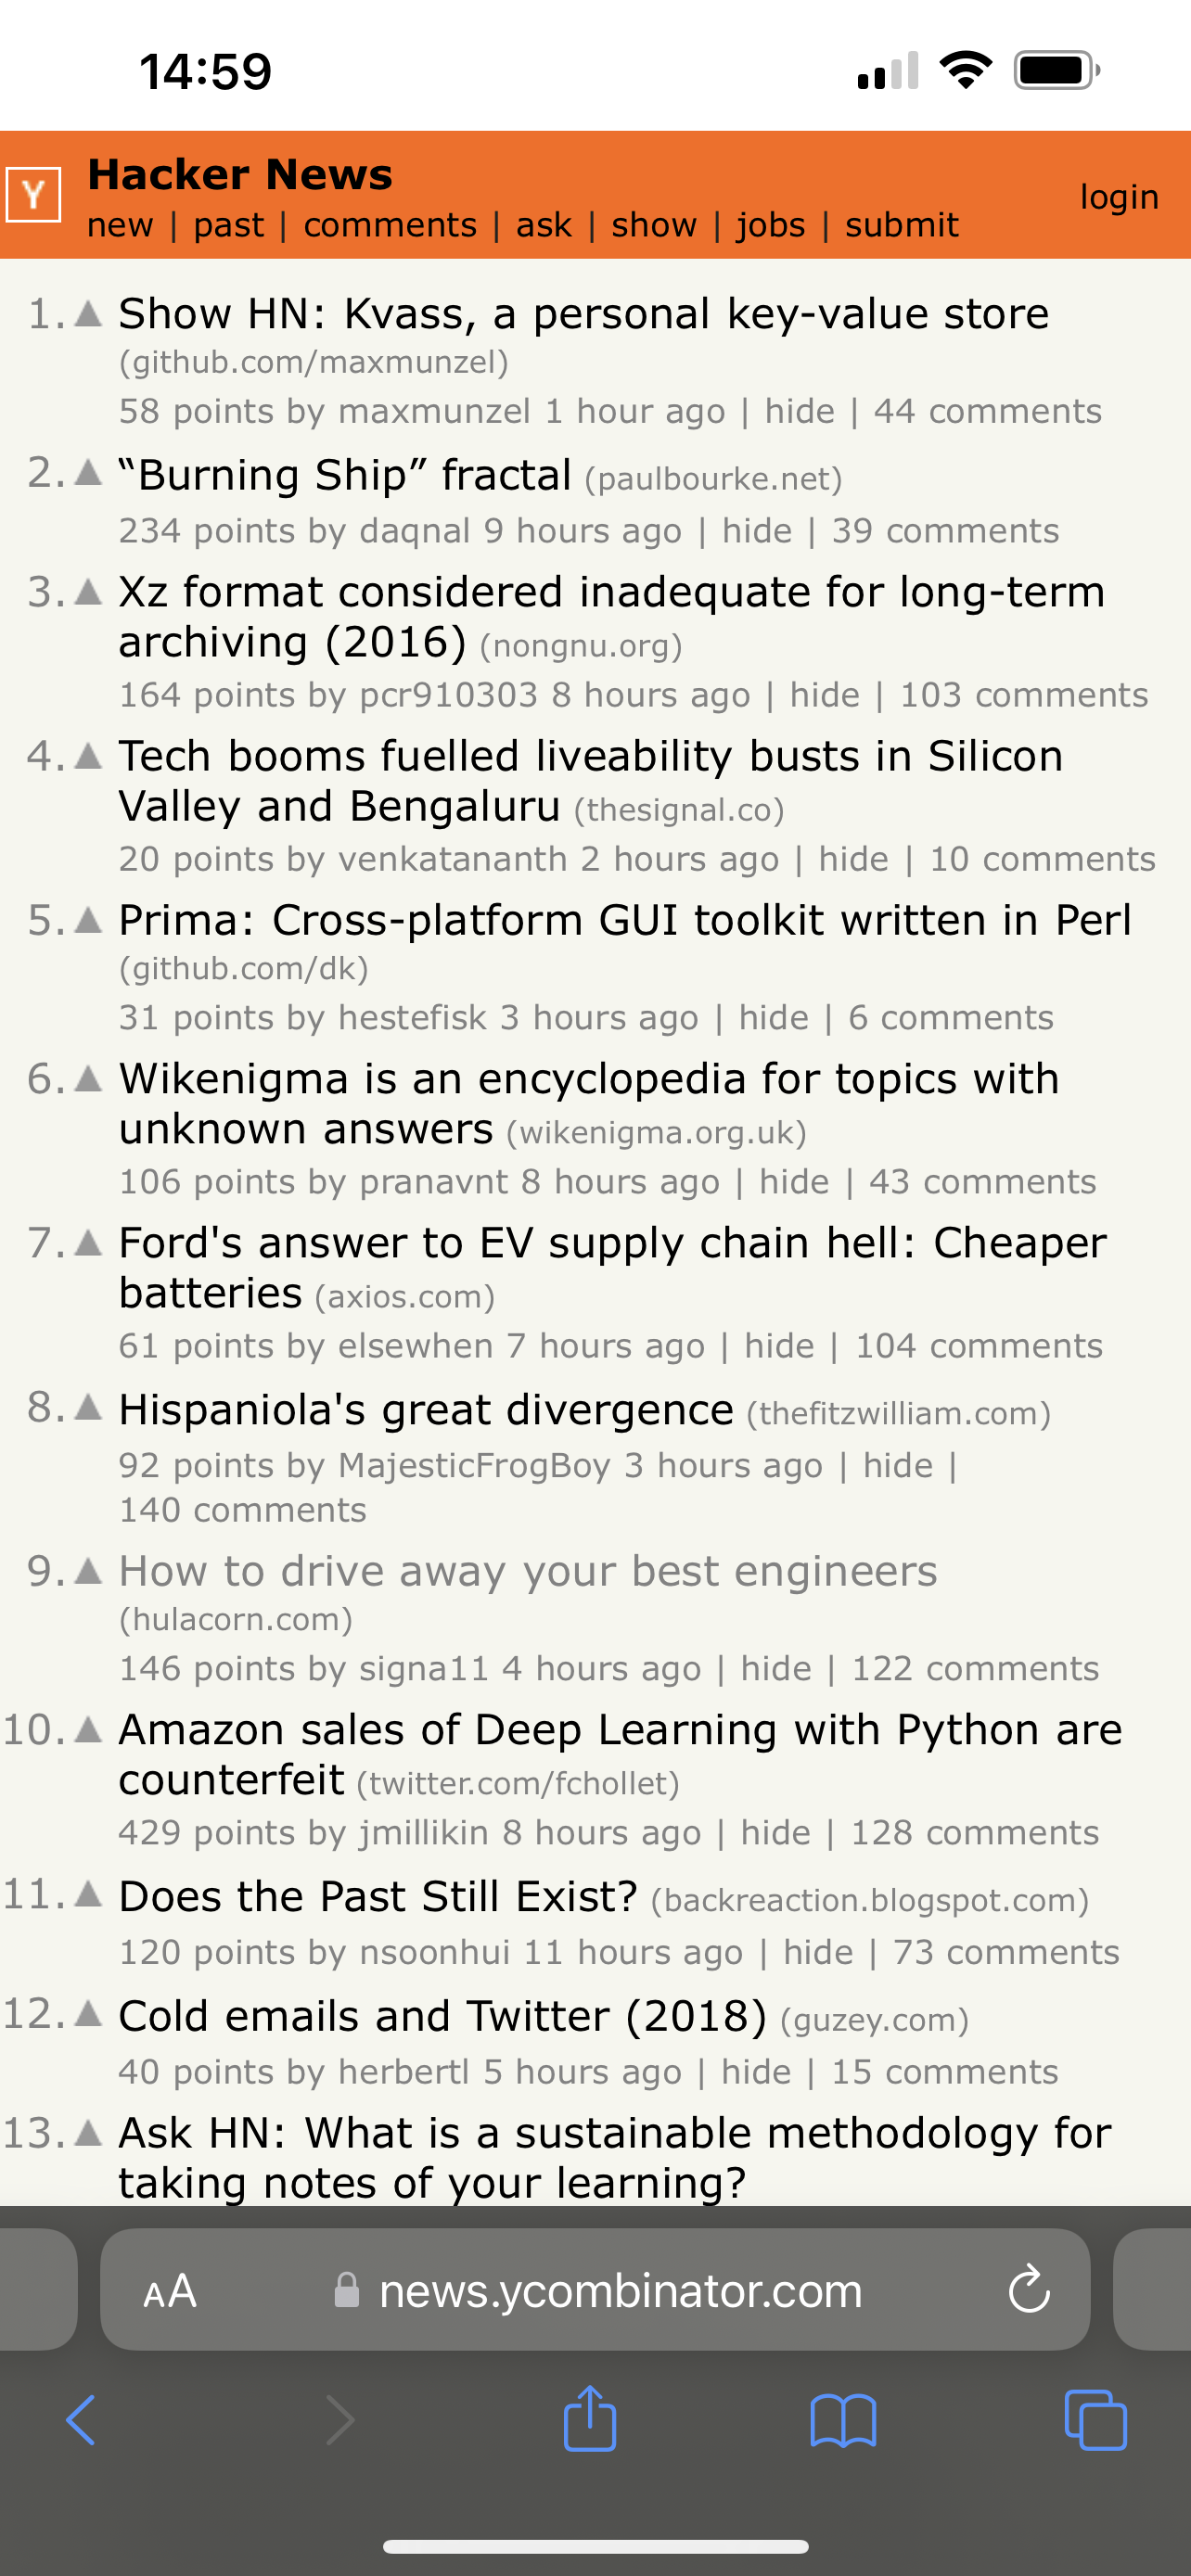 14:59
Y
Hacker News
new | past | comments | ask | show | jobs | submit
login
1. Show HN: Kvass, a personal key-value store
(github.com/maxmunzel)
58 points by maxmunzel 1 hour ago | hide | 44 comments
2. “Burning Ship” fractal (paulbourke.net)
234 points by daqnal 9 hours ago | hide | 39 comments
3. Xz format considered inadequate for long-term
archiving (2016) (nongnu.org)
164 points by pcr910303 8 hours ago | hide | 103 comments
4. Tech booms fuelled liveability busts in Silicon
Valley and Bengaluru (thesignal.co)
20 points by venkatananth 2 hours ago | hide | 10 comments
5. Prima: Cross-platform GUI toolkit written in Perl
(github.com/dk)
31 points by hestefisk 3 hours ago | hide | 6 comments
6. Wikenigma is an encyclopedia for topics with
unknown answers (wikenigma.org.uk)
106 points by pranavnt 8 hours ago | hide | 43 comments
7. Ford's answer to EV supply chain hell: Cheaper
batteries (axios.com)
61 points by elsewhen 7 hours ago | hide | 104 comments
8. Hispaniola's great divergence (thefitzwilliam.com)
92 points by MajesticFrogBoy 3 hours ago | hide |
140 comments
9. How to drive away your best engineers
(hulacorn.com)
146 points by signa11 4 hours ago | hide | 122 comments
10. Amazon sales of Deep Learning with Python are
counterfeit (twitter.com/fchollet)
429 points by jmillikin 8 hours ago | hide | 128 comments
11. Does the Past Still Exist? (backreaction.blogspot.com)
120 points by nsoonhui 11 hours ago | hide | 73 comments
12. Cold emails and Twitter (2018) (guzey.com)
40 points by herbertl 5 hours ago | hide | 15 comments
13. Ask HN: What is a sustainable methodology for
taking notes of your learning?
AA news.ycombinator.com